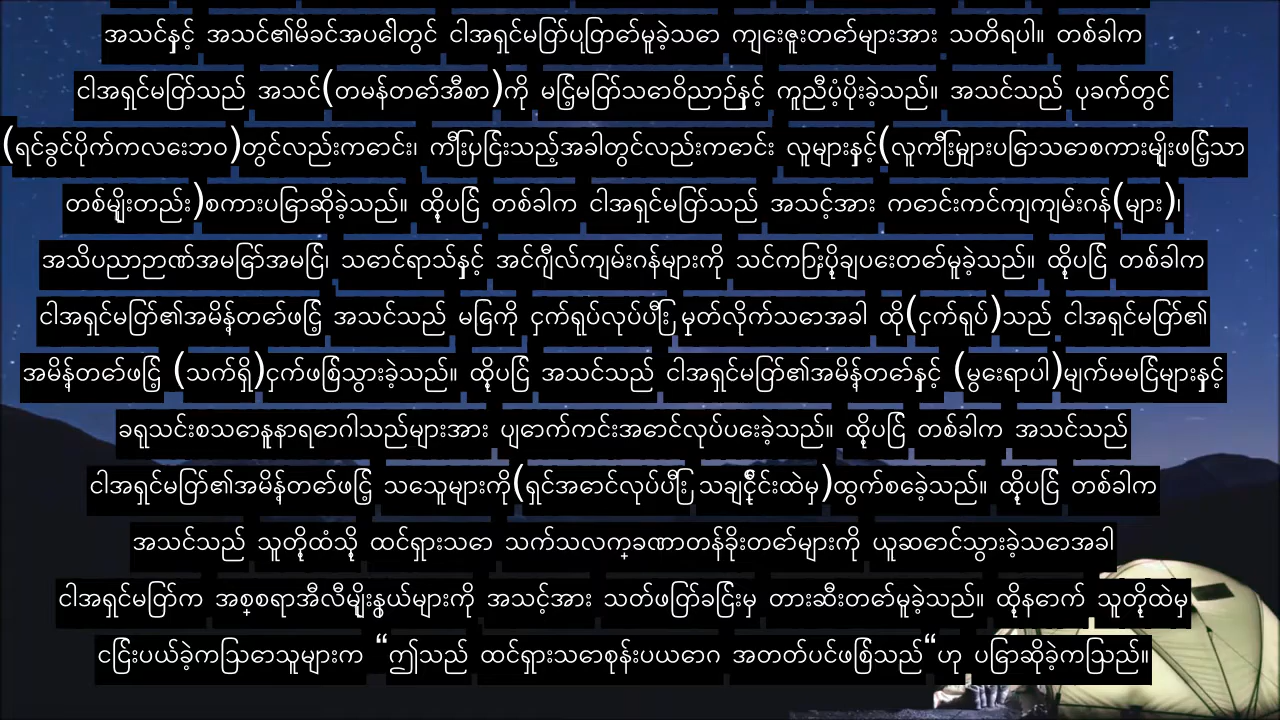 အသင်နှင့် အသင်၏မိခင်အပေါ်တွင် ငါအရှင်မြတ်ပြုတော်မူခဲ့သော ကျေးဇူးတော်များအား သတိရပါ။ တစ်ခါက
ငါအရှင်မြတ်သည် အသင်(တမန်တော်အီစာ)ကို မြင့်မြတ်သောဝိညာဉ်နှင့် ကူညီပံ့ပိုးခဲ့သည်။ အသင်သည် ပုခက်တွင်
(ရင်ခွင်ပိုက်ကလေးဘဝ)တွင်လည်းကောင်း၊ ကြီးပြင်းသည့်အခါတွင်လည်းကောင်း လူများနှင့်(လူကြီးများပြောသောစကားမျိုးဖြင့်သာ
တစ်မျိုးတည်း)စကားပြောဆိုခဲ့သည်။ ထို့ပြင် တစ်ခါက ငါအရှင်မြတ်သည် အသင့်အား ကောင်းကင်ကျကျမ်းဂန်(များ)၊
အသိပညာဉာဏ်အမြော်အမြင်၊ သောင်ရာသ်နှင့် အင်ဂျီလ်ကျမ်းဂန်များကို သင်ကြားပို့ချပေးတော်မူခဲ့သည်။ ထို့ပြင် တစ်ခါက
ငါအရှင်မြတ်၏အမိန့်တော်ဖြင့် အသင်သည် မြေကို ငှက်ရုပ်လုပ်ပြီး မှုတ်လိုက်သောအခါ ထို(ငှက်ရုပ်)သည် ငါအရှင်မြတ်၏
အမိန့်တော်ဖြင့် (သက်ရှိ)ငှက်ဖြစ်သွားခဲ့သည်။ ထို့ပြင် အသင်သည် ငါအရှင်မြတ်၏အမိန့်တော်နှင့် (မွေးရာပါ)မျက်မမြင်များနှင့်
ခရုသင်းစသောနူနာရောဂါသည်များအား ပျောက်ကင်းအောင်လုပ်ပေးခဲ့သည်။ ထို့ပြင် တစ်ခါက အသင်သည်
ငါအရှင်မြတ်၏အမိန့်တော်ဖြင့် သေသူများကို(ရှင်အောင်လုပ်ပြီး သချိုင်္ငင်းထဲမှ)ထွက်စေခဲ့သည်။ ထို့ပြင် တစ်ခါက
အသင်သည် သူတို့ထံသို့ ထင်ရှားသော သက်သေလက္ခဏာတန်ခိုးတော်များကို ယူဆောင်သွားခဲ့သောအခါ
ငါအရှင်မြတ်က အစ္စရာအီလီမျိုးနွယ်များကို အသင့်အား သတ်ဖြတ်ခြင်းမှ တားဆီးတော်မူခဲ့သည်။ ထို့နောက် သူတို့ထဲမှ
ငြင်းပယ်ခဲ့ကြသောသူများက “ဤသည် ထင်ရှားသောစုန်းပယောဂ အတတ်ပင်ဖြစ်သည်“ဟု ပြောဆိုခဲ့ကြသည်။